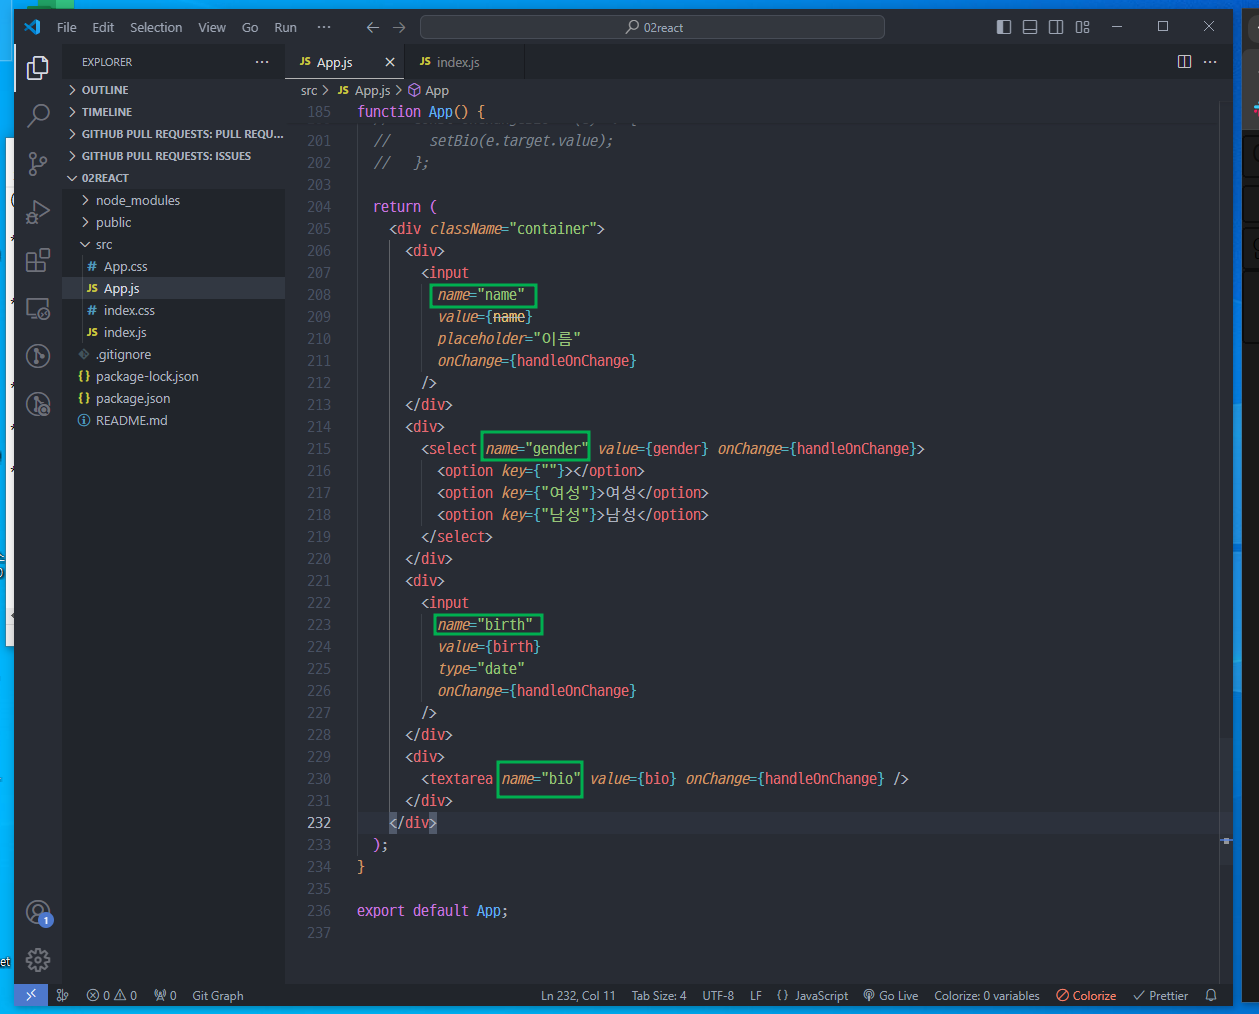 File Edit Selection View Go Run ··· 02react
EXPLORER ···
OUTLINE
TIMELINE
GITHUB PULL REQUESTS: PULL REQU...
GITHUB PULL REQUESTS: ISSUES
02REACT
node_modules
public
src
# App.css
JS App.js
# index.css
JS index.js
.gitignore
{} package-lock.json
{} package.json
README.md
JS App.js
JS index.js
src > JS App.js > App
185 function App() {
201 //     setBio(e.target.value);
202 //   };
203
204   return (
205     <div className="container">
206       <div>
207         <input
208           name="name"
209           value={name}
210           placeholder="이름"
211           onChange={handleOnChange}
212         />
213       </div>
214       <div>
215         <select name="gender" value={gender} onChange={handleOnChange}>
216           <option key={""}></option>
217           <option key={"여성"}>여성</option>
218           <option key={"남성"}>남성</option>
219         </select>
220       </div>
221       <div>
222         <input
223           name="birth"
224           value={birth}
225           type="date"
226           onChange={handleOnChange}
227         />
228       </div>
229       <div>
230         <textarea name="bio" value={bio} onChange={handleOnChange} />
231       </div>
232     </div>
233   );
234 }
235
236 export default App;
237
1
0 0 0 Git Graph Ln 232, Col 11 Tab Size: 4 UTF-8 LF {} JavaScript Go Live Colorize: 0 variables Colorize Prettier